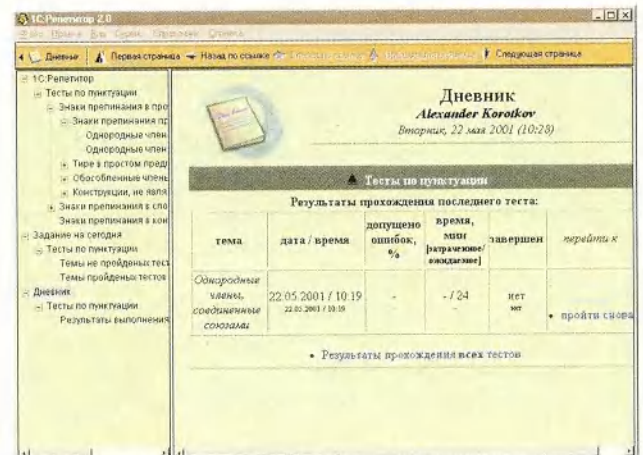 1С:Репетитор 2.0
Дневник Первая страница Назад по ссылке Следующая страница
1С:Репетитор
Тесты по пунктуации
Знаки препинания в про
Знаки препинания пр
Однородные член
Однородные член
Тире в простом пред
Обособленные члены
Конструкции, не явля
Знаки препинания в сло
Знаки препинания в кон
Задание на сегодня
Тесты по пунктуации
Темы не пройденых тест
Темы пройденых тестов
Дневник
Тесты по пунктуации
Результаты выполнения
Дневник
Alexander Korotkov
Вторник, 22 мая 2001 (10:28)
Тесты по пунктуации
Результаты прохождения последнего теста:
тема
дата / время
допущено
ошибок,
%
время,
мин
[затраченное/
ожидаемое]
завершен
перейти к
Однородные
члены,
соединенные
союзами
22.05.2001 / 10:19
22.05.2001 / 10:19
-
- / 24
-
нет
нет
• пройти снова
• Результаты прохождения всех тестов